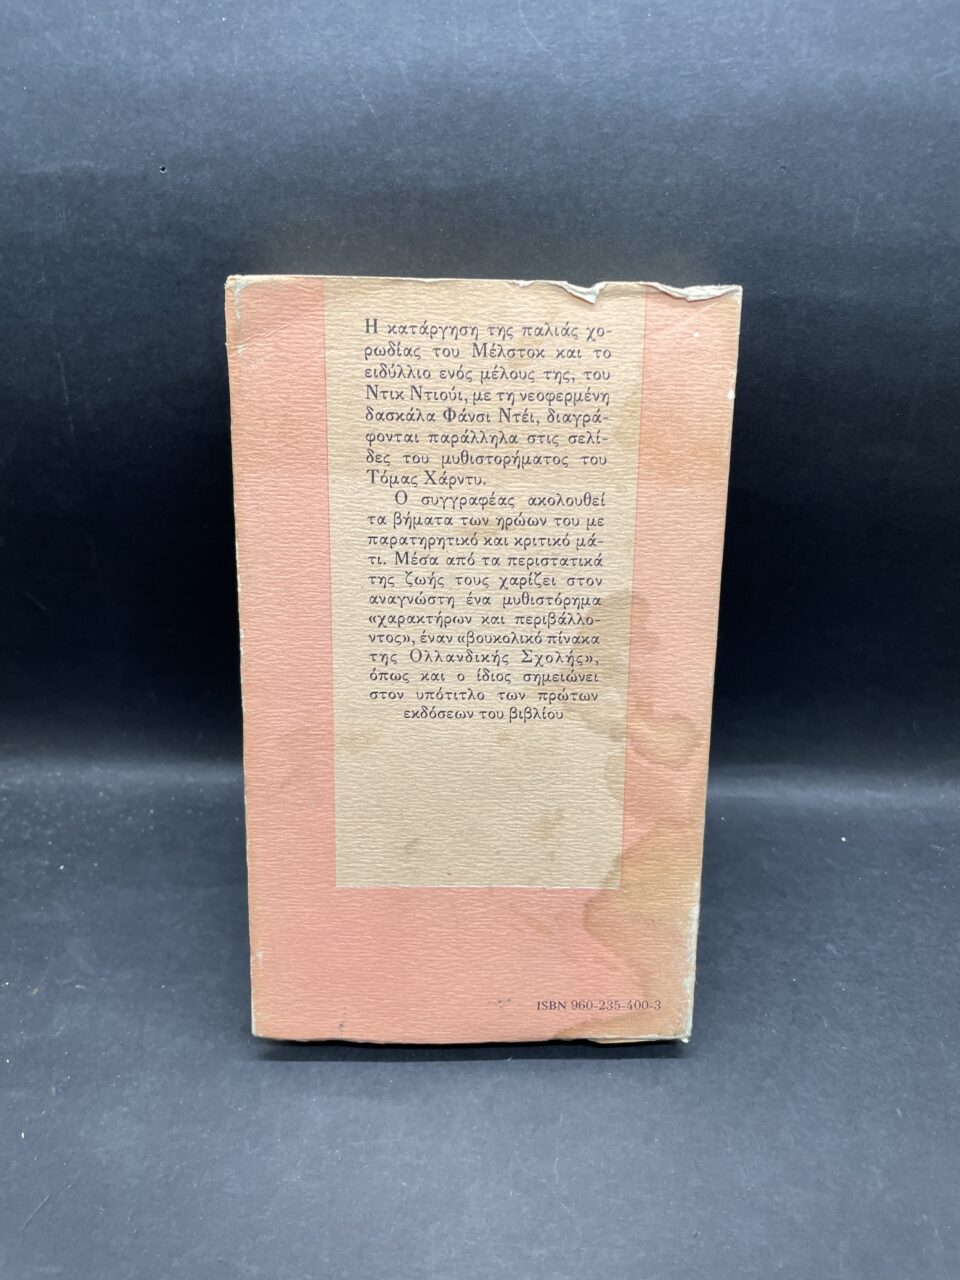 Η κατάργηση της παλιάς χο-
ρωδίας του Μέλστοκ και το
ειδύλλιο ενός μέλους της, του
Ντικ Ντιούι, με τη νεοφερμένη
δασκάλα Φάνσι Ντέι, διαγρά-
φονται παράλληλα στις σελί-
δες του μυθιστορήματος του
Τόμας Χάρντυ.
Ο συγγραφέας ακολουθεί
τα βήματα των ηρώων του με
παρατηρητικό και κριτικό μά-
τι. Μέσα από τα περιστατικά
της ζωής τους χαρίζει στον
αναγνώστη ένα μυθιστόρημα
«χαρακτήρων και περιβάλλο-
ντος», έναν «βουκολικό πίνακα
της Ολλανδικής Σχολής»,
όπως και ο ίδιος σημειώνει
στον υπότιτλο των πρώτων
εκδόσεων του βιβλίου
ISBN 960-235-400-3